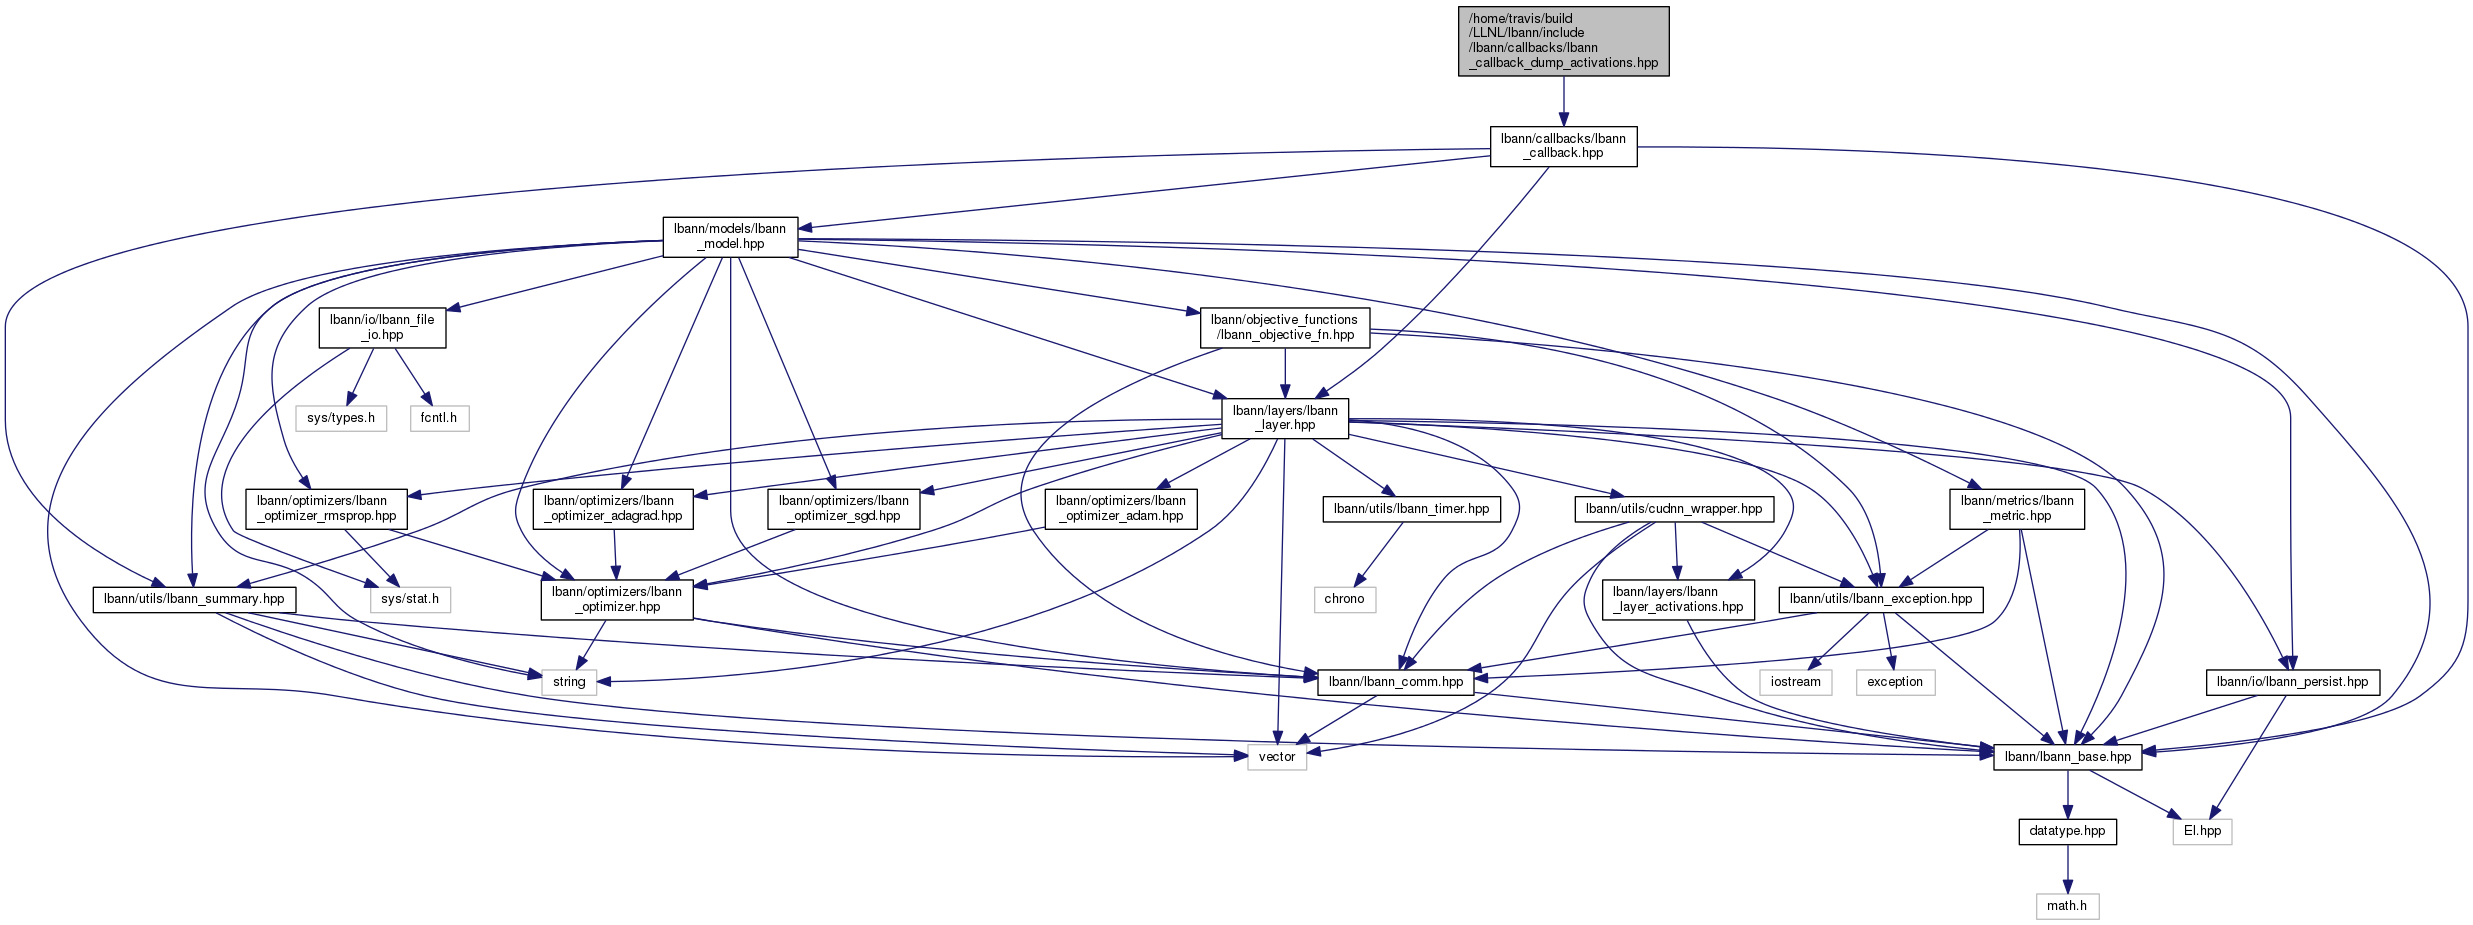 /home/travis/build
/LLNL/lbann/include
/lbann/callbacks/lbann
_callback_dump_activations.hpp
lbann/callbacks/lbann
_callback.hpp
lbann/models/lbann
_model.hpp
lbann/io/lbann_file
_io.hpp
lbann/objective_functions
/lbann_objective_fn.hpp
sys/types.h
fcntl.h
lbann/layers/lbann
_layer.hpp
lbann/optimizers/lbann
_optimizer_rmsprop.hpp
lbann/optimizers/lbann
_optimizer_adagrad.hpp
lbann/optimizers/lbann
_optimizer_sgd.hpp
lbann/optimizers/lbann
_optimizer_adam.hpp
lbann/utils/lbann_timer.hpp
lbann/utils/cudnn_wrapper.hpp
lbann/metrics/lbann
_metric.hpp
lbann/utils/lbann_summary.hpp
sys/stat.h
lbann/optimizers/lbann
_optimizer.hpp
chrono
lbann/layers/lbann
_layer_activations.hpp
lbann/utils/lbann_exception.hpp
string
lbann/lbann_comm.hpp
iostream
exception
lbann/io/lbann_persist.hpp
vector
lbann/lbann_base.hpp
datatype.hpp
El.hpp
math.h